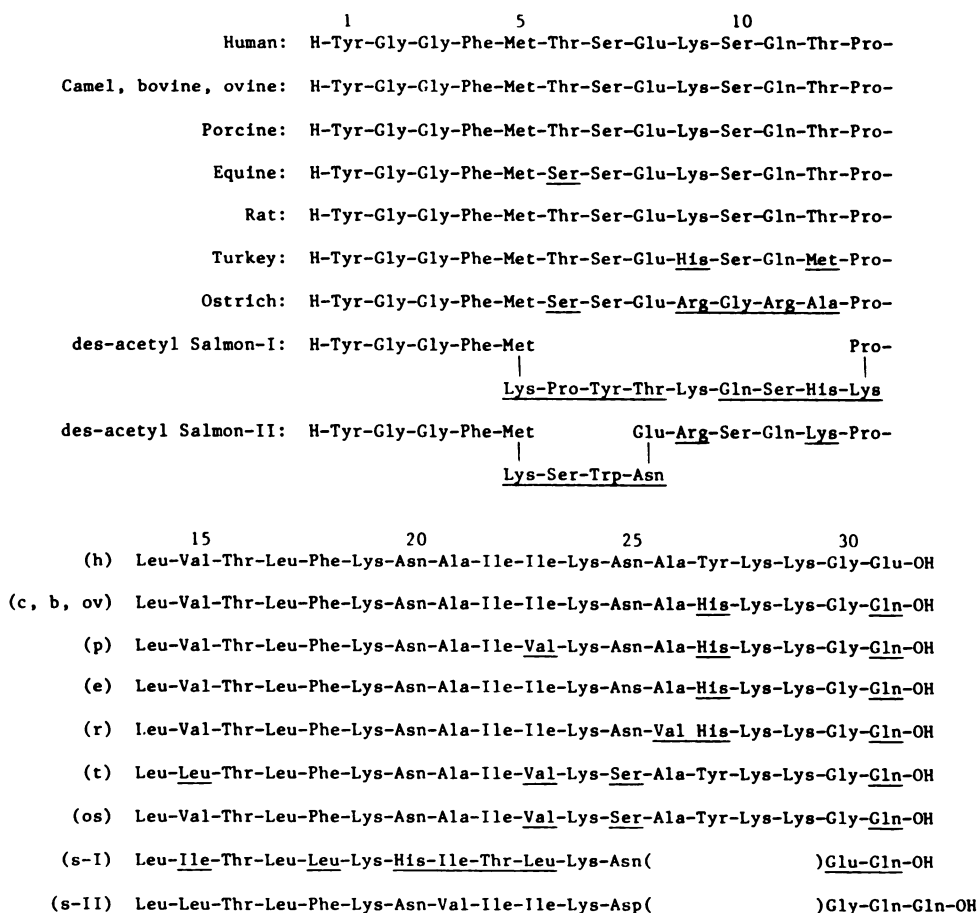 1 5 10
Human: H-Tyr-Gly-Gly-Phe-Met-Thr-Ser-Glu-Lys-Ser-Gln-Thr-Pro-
Camel, bovine, ovine: H-Tyr-Gly-Gly-Phe-Met-Thr-Ser-Glu-Lys-Ser-Gln-Thr-Pro-
Porcine: H-Tyr-Gly-Gly-Phe-Met-Thr-Ser-Glu-Lys-Ser-Gln-Thr-Pro-
Equine: H-Tyr-Gly-Gly-Phe-Met-Ser-Ser-Glu-Lys-Ser-Gln-Thr-Pro-
Rat: H-Tyr-Gly-Gly-Phe-Met-Thr-Ser-Glu-Lys-Ser-Gln-Thr-Pro-
Turkey: H-Tyr-Gly-Gly-Phe-Met-Thr-Ser-Glu-His-Ser-Gln-Met-Pro-
Ostrich: H-Tyr-Gly-Gly-Phe-Met-Ser-Ser-Glu-Arg-Gly-Arg-Ala-Pro-
des-acetyl Salmon-I: H-Tyr-Gly-Gly-Phe-Met Pro-
Lys-Pro-Tyr-Thr-Lys-Gln-Ser-His-Lys
des-acetyl Salmon-II: H-Tyr-Gly-Gly-Phe-Met Glu-Arg-Ser-Gln-Lys-Pro-
Lys-Ser-Trp-Asn
15 20 25 30
(h) Leu-Val-Thr-Leu-Phe-Lys-Asn-Ala-Ile-Ile-Lys-Asn-Ala-Tyr-Lys-Lys-Gly-Glu-OH
(c, b, ov) Leu-Val-Thr-Leu-Phe-Lys-Asn-Ala-Ile-Ile-Lys-Asn-Ala-His-Lys-Lys-Gly-Gln-OH
(p) Leu-Val-Thr-Leu-Phe-Lys-Asn-Ala-Ile-Val-Lys-Asn-Ala-His-Lys-Lys-Gly-Gln-OH
(e) Leu-Val-Thr-Leu-Phe-Lys-Asn-Ala-Ile-Ile-Lys-Ans-Ala-His-Lys-Lys-Gly-Gln-OH
(r) Leu-Val-Thr-Leu-Phe-Lys-Asn-Ala-Ile-Ile-Lys-Asn-Val His-Lys-Lys-Gly-Gln-OH
(t) Leu-Leu-Thr-Leu-Phe-Lys-Asn-Ala-Ile-Val-Lys-Ser-Ala-Tyr-Lys-Lys-Gly-Gln-OH
(os) Leu-Val-Thr-Leu-Phe-Lys-Asn-Ala-Ile-Val-Lys-Ser-Ala-Tyr-Lys-Lys-Gly-Gln-OH
(s-I) Leu-Ile-Thr-Leu-Leu-Lys-His-Ile-Thr-Leu-Lys-Asn( )Glu-Gln-OH
(s-II) Leu-Leu-Thr-Leu-Phe-Lys-Asn-Val-Ile-Ile-Lys-Asp( )Gly-Gln-Gln-OH